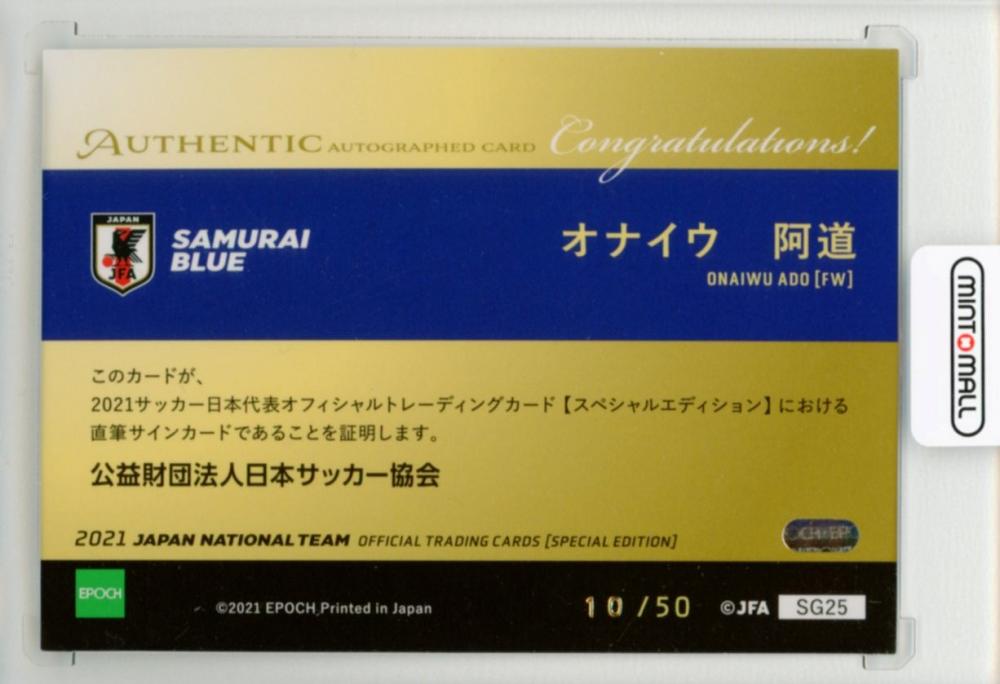 AUTHENTIC AUTOGRAPHED CARD Congratulations!
JAPAN
JFA
SAMURAI
BLUE
オナイウ 阿道
ONAIWU ADO [FW]
このカードが、
2021サッカー日本代表オフィシャルトレーディングカード【スペシャルエディション】における
直筆サインカードであることを証明します。
公益財団法人日本サッカー協会
2021 JAPAN NATIONAL TEAM OFFICIAL TRADING CARDS [SPECIAL EDITION]
EPOCH
©2021 EPOCH Printed in Japan
10 /50
©JFA SG25
MINT MALL